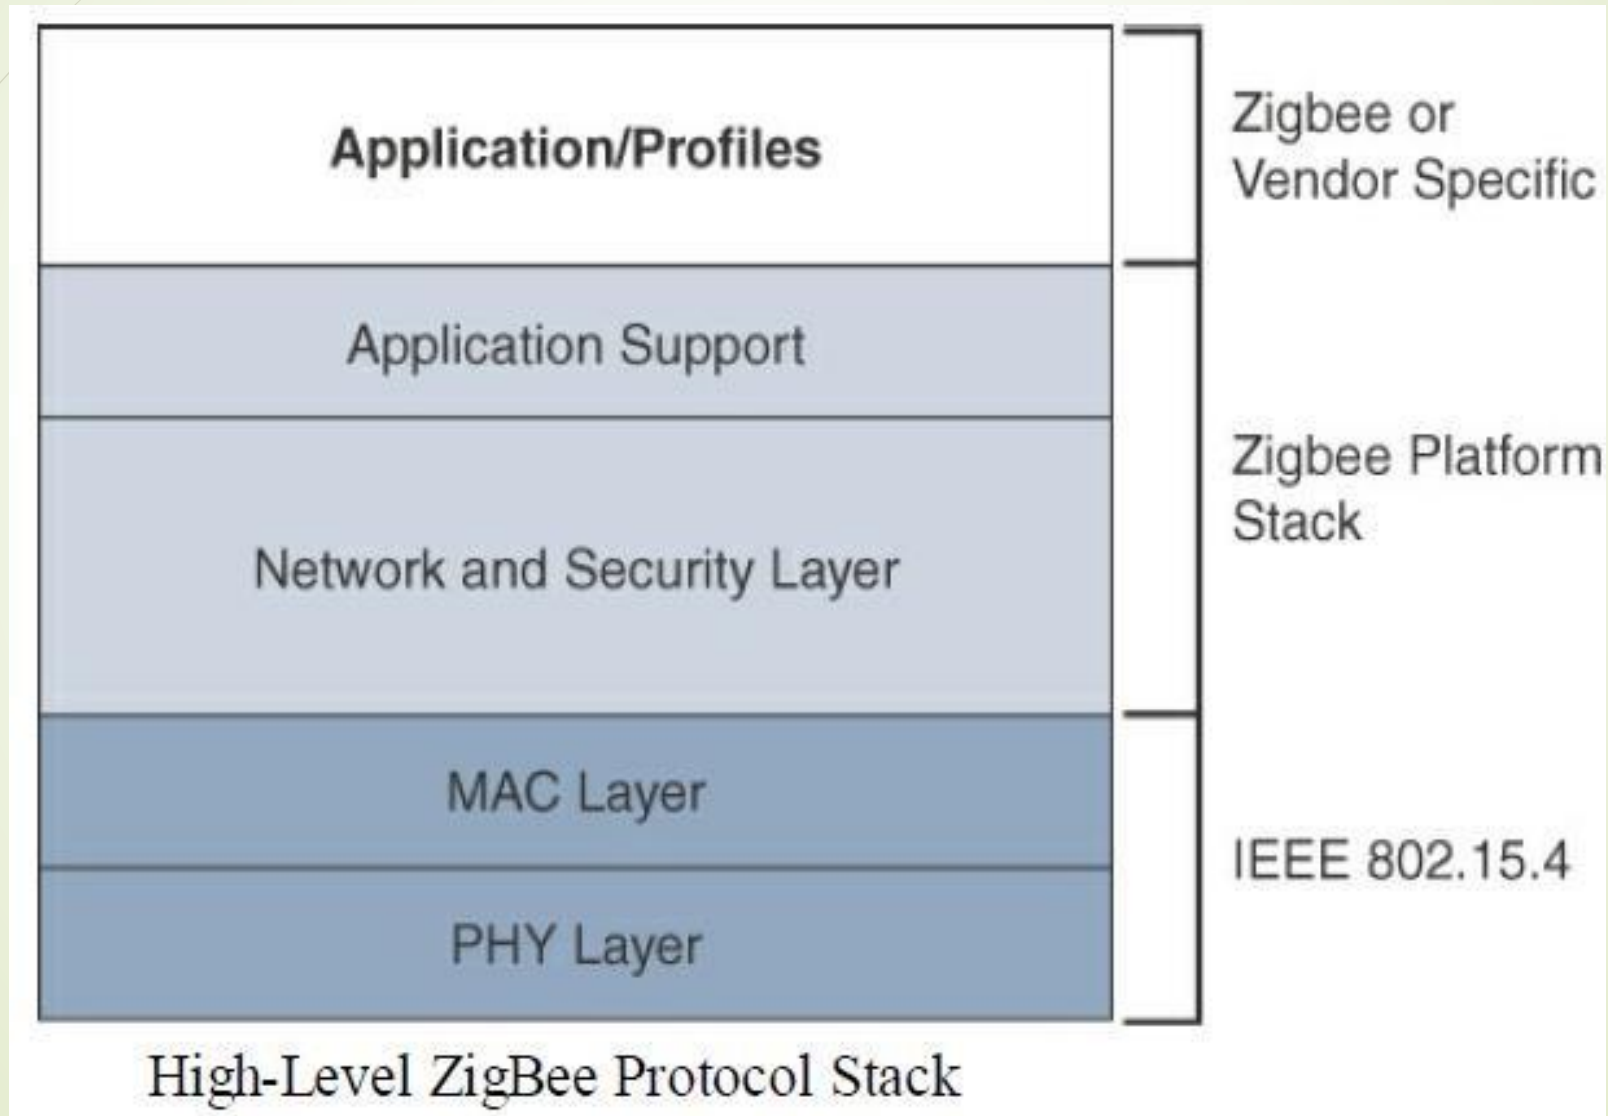 Application/Profiles
Zigbee or
Vendor Specific
Application Support
Zigbee Platform
Stack
Network and Security Layer
MAC Layer
IEEE 802.15.4
PHY Layer
High-Level ZigBee Protocol Stack